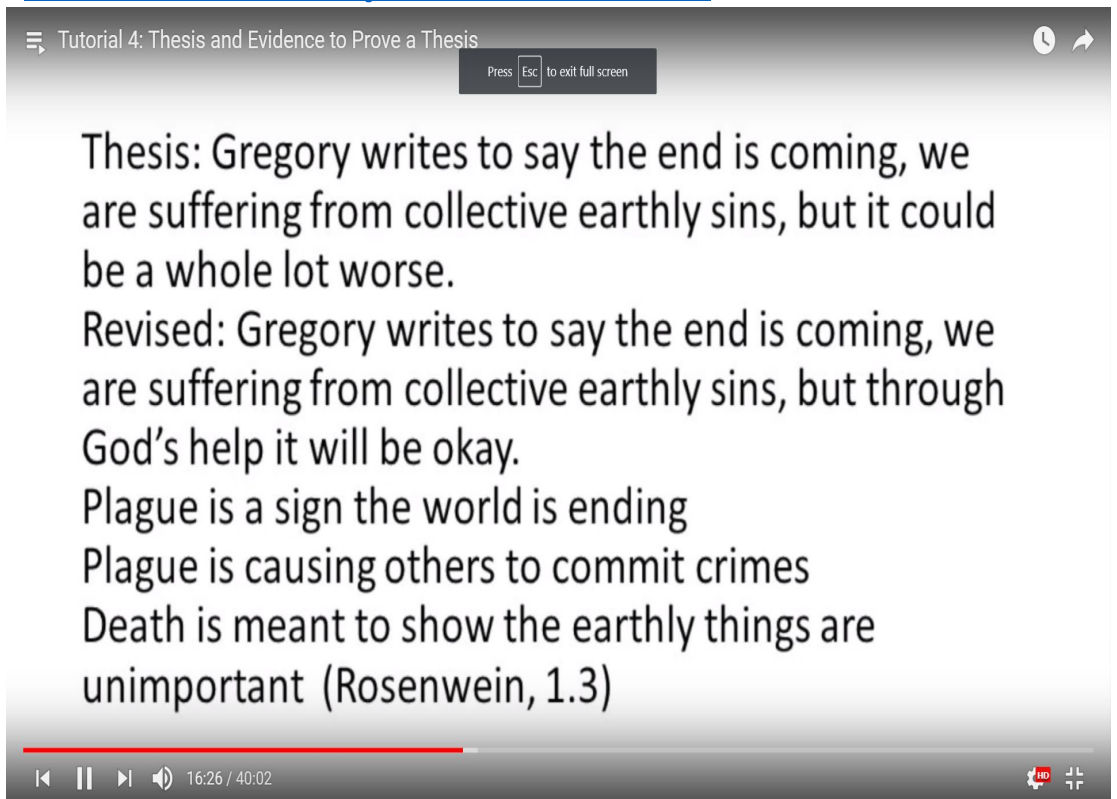 Tutorial 4: Thesis and Evidence to Prove a Thesis
Press Esc to exit full screen
Thesis: Gregory writes to say the end is coming, we
are suffering from collective earthly sins, but it could
be a whole lot worse.
Revised: Gregory writes to say the end is coming, we
are suffering from collective earthly sins, but through
God's help it will be okay.
Plague is a sign the world is ending
Plague is causing others to commit crimes
Death is meant to show the earthly things are
unimportant (Rosenwein, 1.3)
16:26 / 40:02
HD